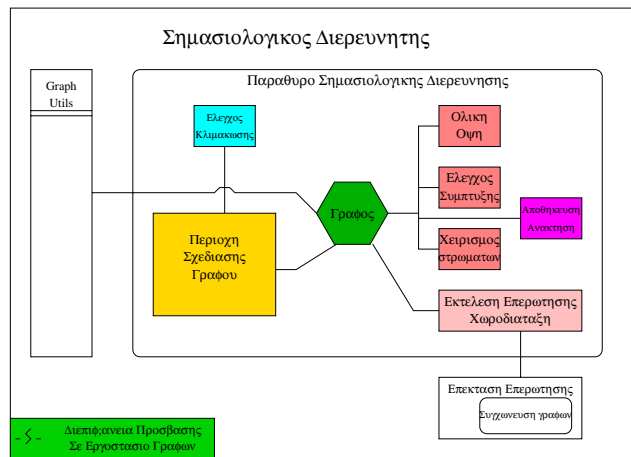 Σημασιολογικος Διερευνητης
Graph
Utils
Παραθυρο Σημασιολογικης Διερευνησης
Ελεγχος
Κλιμακωσης
Ολικη
Οψη
Ελεγχος
Συμπτυξης
Γραφος
Αποθηκευση
Ανακτηση
Περιοχη
Σχεδιασης
Γραφου
Χειρισμος
στρωματων
Εκτελεση Επερωτησης
Χωροδιαταξη
Επεκταση Επερωτησης
Συγχωνευση γραφων
Διεπιφ;ανεια Προσβασης
Σε Εργοστασιο Γραφων